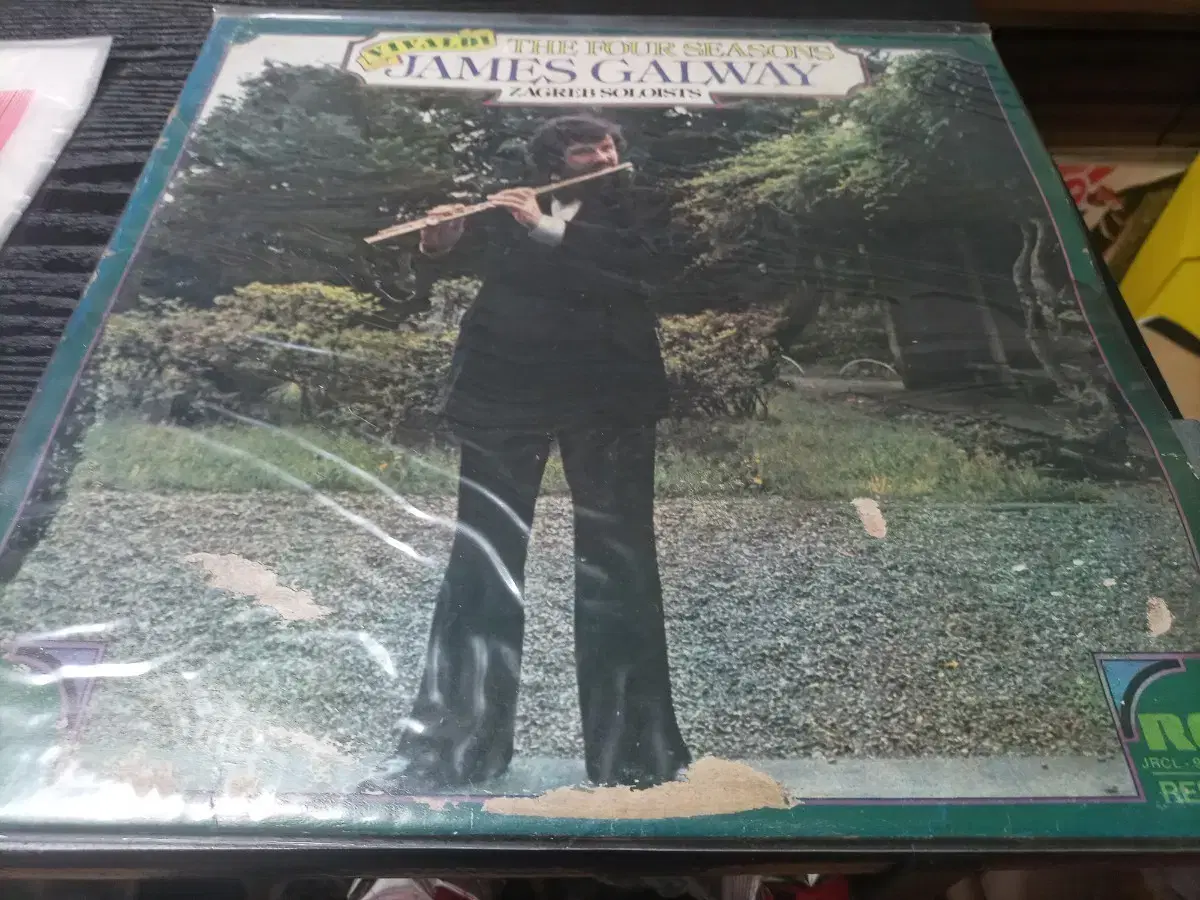 VIVALDI THE FOUR SEASONS
JAMES GALWAY
ZAGREB SOLOISTS